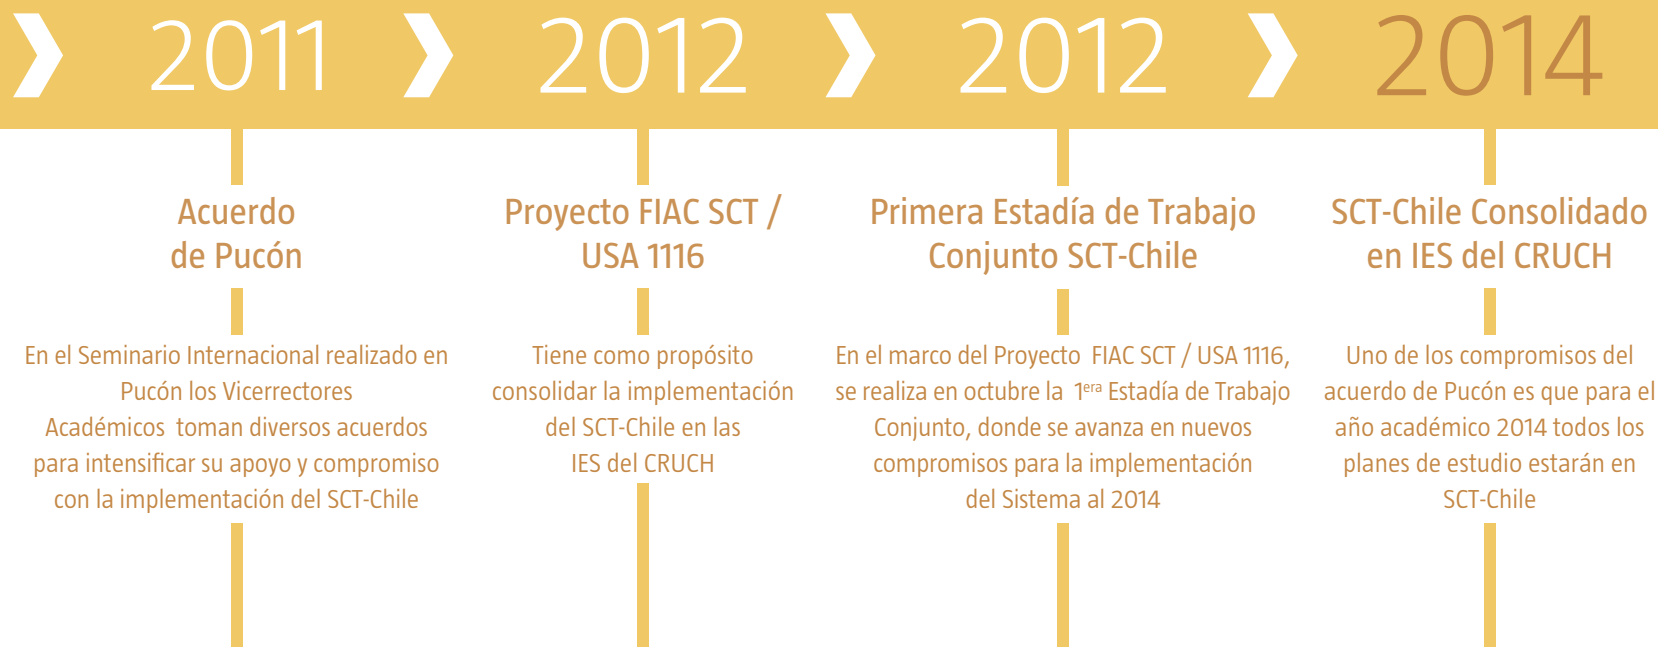 2011
2012
2012
2014
Acuerdo
de Pucón
En el Seminario Internacional realizado en
Pucón los Vicerrectores
Académicos toman diversos acuerdos
para intensificar su apoyo y compromiso
con la implementación del SCT-Chile
Proyecto FIAC SCT /
USA 1116
Tiene como propósito
consolidar la implementación
del SCT-Chile en las
IES del CRUCH
Primera Estadía de Trabajo
Conjunto SCT-Chile
En el marco del Proyecto FIAC SCT / USA 1116,
se realiza en octubre la 1era Estadía de Trabajo
Conjunto, donde se avanza en nuevos
compromisos para la implementación
del Sistema al 2014
SCT-Chile Consolidado
en IES del CRUCH
Uno de los compromisos del
acuerdo de Pucón es que para el
año académico 2014 todos los
planes de estudio estarán en
SCT-Chile